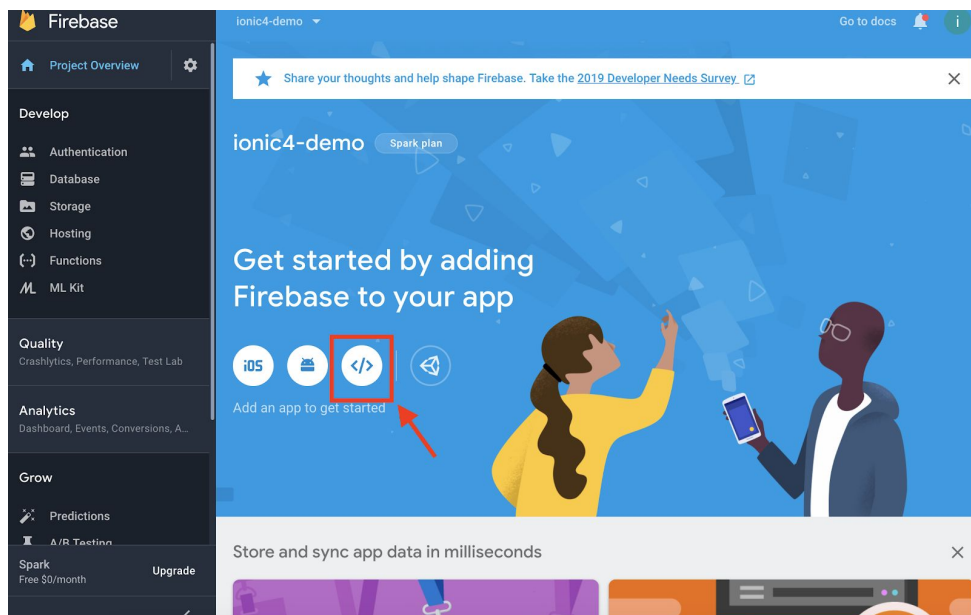 Firebase
ionic4-demo
Go to docs
i
Project Overview
Share your thoughts and help shape Firebase. Take the 2019 Developer Needs Survey
Develop
Authentication
Database
Storage
Hosting
Functions
ML Kit
Quality
Crashlytics, Performance, Test Lab
Analytics
Dashboard, Events, Conversions, A...
Grow
Predictions
A/B Testing
Spark
Free $0/month
Upgrade
ionic4-demo
Spark plan
Get started by adding
Firebase to your app
iOS
</>
Add an app to get started
Store and sync app data in milliseconds